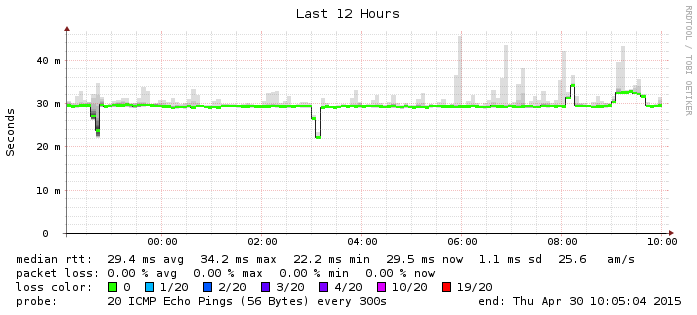 Last 12 Hours
RRDTOOL / TOBI OETIKER
Seconds
40 m
30 m
20 m
10 m
0
00:00 02:00 04:00 06:00 08:00 10:00
median rtt: 29.4 ms avg 34.2 ms max 22.2 ms min 29.5 ms now 1.1 ms sd 25.6 am/s
packet loss: 0.00 % avg 0.00 % max 0.00 % min 0.00 % now
loss color: 0 1/20 2/20 3/20 4/20 10/20 19/20
probe: 20 ICMP Echo Pings (56 Bytes) every 300s end: Thu Apr 30 10:05:04 2015